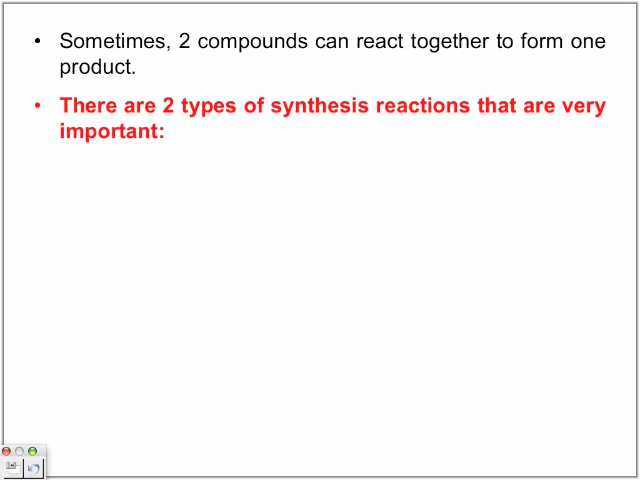 • Sometimes, 2 compounds can react together to form one
product.
• There are 2 types of synthesis reactions that are very
important: